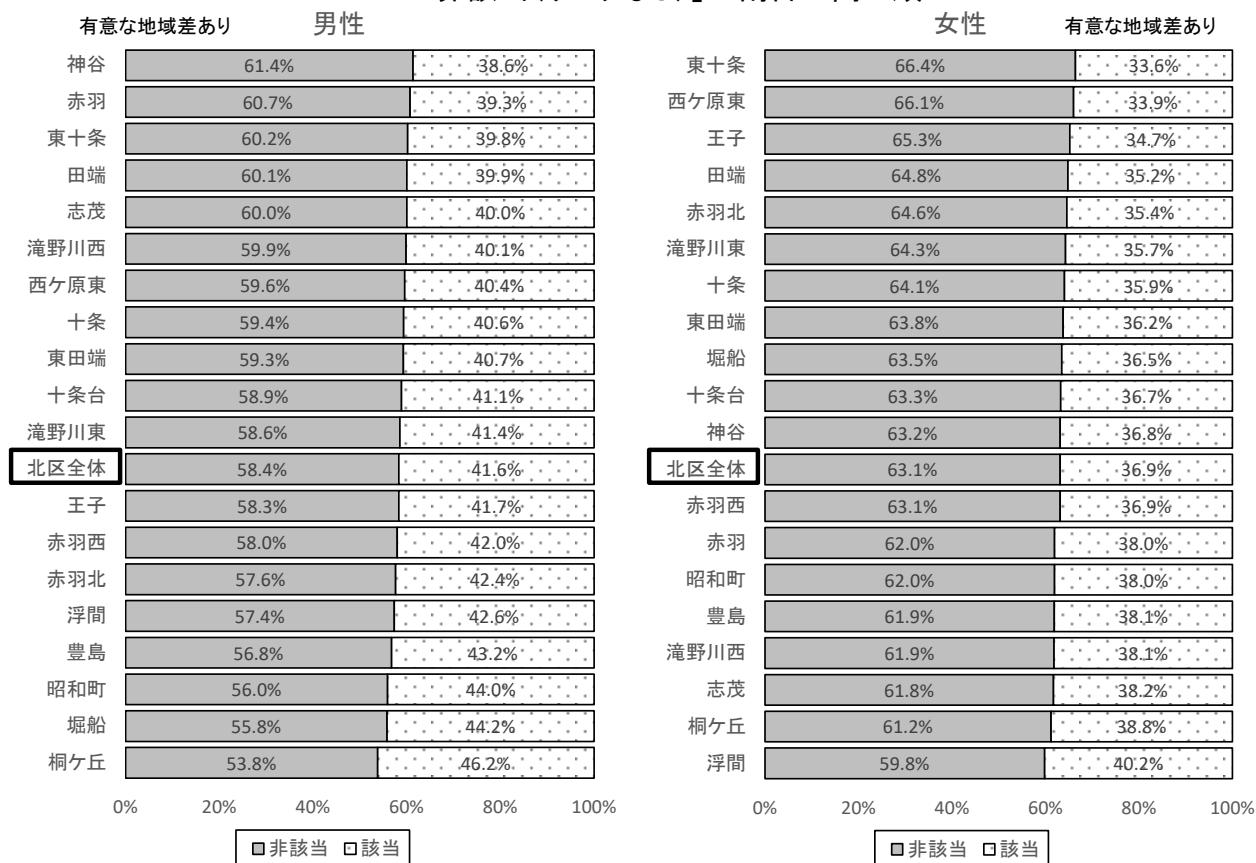 有意な地域差あり 男性
神谷 61.4% 38.6%
赤羽 60.7% 39.3%
東十条 60.2% 39.8%
田端 60.1% 39.9%
志茂 60.0% 40.0%
滝野川西 59.9% 40.1%
西ケ原東 59.6% 40.4%
十条 59.4% 40.6%
東田端 59.3% 40.7%
十条台 58.9% 41.1%
滝野川東 58.6% 41.4%
北区全体 58.4% 41.6%
王子 58.3% 41.7%
赤羽西 58.0% 42.0%
赤羽北 57.6% 42.4%
浮間 57.4% 42.6%
豊島 56.8% 43.2%
昭和町 56.0% 44.0%
堀船 55.8% 44.2%
桐ケ丘 53.8% 46.2%
0% 20% 40% 60% 80% 100%
非該当 該当
女性 有意な地域差あり
東十条 66.4% 33.6%
西ケ原東 66.1% 33.9%
王子 65.3% 34.7%
田端 64.8% 35.2%
赤羽北 64.6% 35.4%
滝野川東 64.3% 35.7%
十条 64.1% 35.9%
東田端 63.8% 36.2%
堀船 63.5% 36.5%
十条台 63.3% 36.7%
神谷 63.2% 36.8%
北区全体 63.1% 36.9%
赤羽西 63.1% 36.9%
赤羽 62.0% 38.0%
昭和町 62.0% 38.0%
豊島 61.9% 38.1%
滝野川西 61.9% 38.1%
志茂 61.8% 38.2%
桐ケ丘 61.2% 38.8%
浮間 59.8% 40.2%
0% 20% 40% 60% 80% 100%
非該当 該当